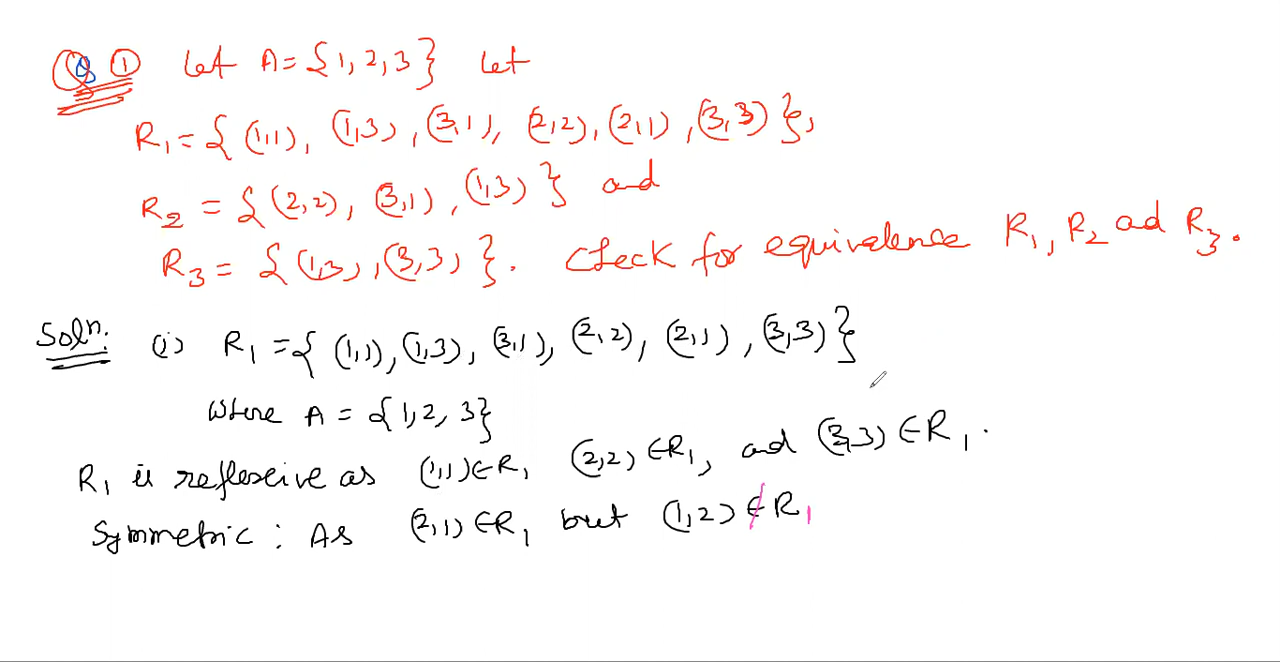 Q ① Let A = {1, 2, 3} Let
R₁ = { (1,1), (1,3), (3,1), (2,2), (2,1), (3,3) },
R₂ = { (2,2), (3,1), (1,3) } and
R₃ = { (1,3), (3,3) }. Check for equivalence R₁, R₂ ad R₃.
Solⁿ. (i) R₁ = { (1,1), (1,3), (3,1), (2,2), (2,1), (3,3) }
where A = {1, 2, 3}
R₁ is reflexive as (1,1) ∈ R₁ (2,2) ∈ R₁, and (3,3) ∈ R₁.
Symmetric : As (2,1) ∈ R₁ but (1,2) ∉ R₁